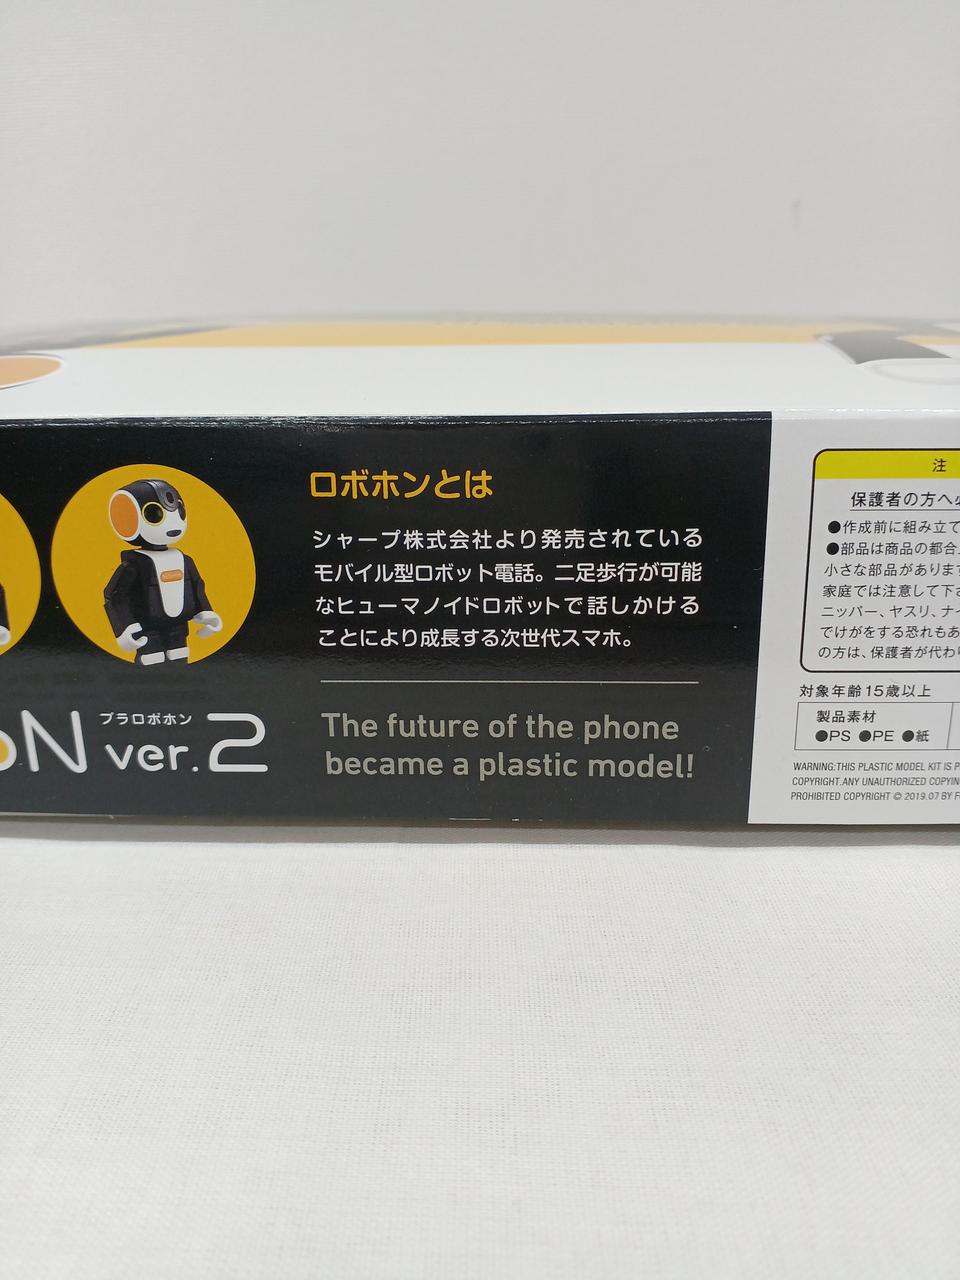 ロボホンとは
シャープ株式会社より発売されている
モバイル型ロボット電話。二足歩行が可能
なヒューマノイドロボットで話しかける
ことにより成長する次世代スマホ。
The future of the phone
became a plastic model!
oN プラロボホン ver.2
注
保護者の方へ
●作成前に組み立て
●部品は商品の都合
小さな部品があります
家庭では注意して下
ニッパー、ヤスリ、ナイ
でけがをする恐れもあ
の方は、保護者が代わ
対象年齢15歳以上
製品素材
●PS ●PE ●紙
WARNING:THIS PLASTIC MODEL KIT IS P
COPYRIGHT.ANY UNAUTHORIZED COPYIN
PROHIBITED COPYRIGHT © 2019.07 BY F